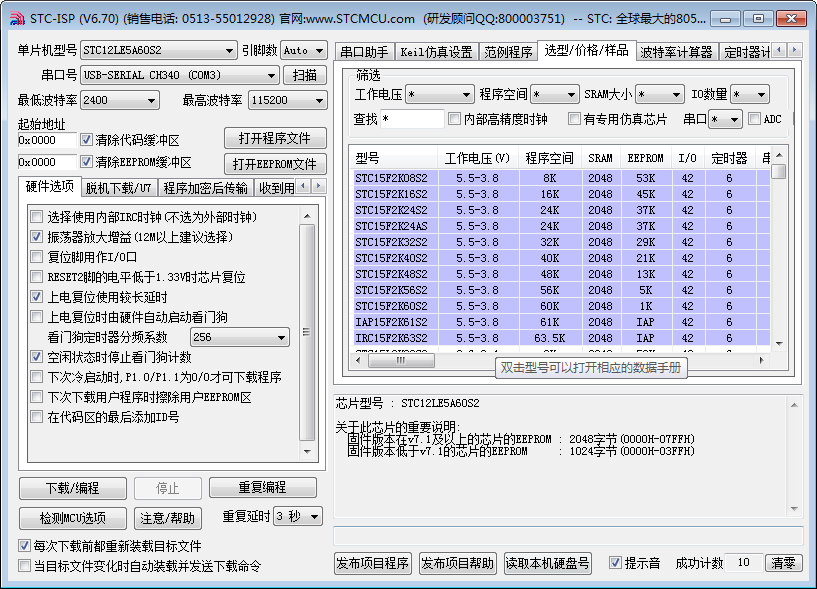 STC-ISP (V6.70) (销售电话: 0513-55012928) 官网:www.STCMCU.com (研发顾问QQ:800003751) -- STC: 全球最大的805...
单片机型号 STC12LE5A60S2 引脚数 Auto
串口号 USB-SERIAL CH340 (COM3) 扫描
最低波特率 2400 最高波特率 115200
起始地址
0x0000 清除代码缓冲区 打开程序文件
0x0000 清除EEPROM缓冲区 打开EEPROM文件
硬件选项 脱机下载/U7 程序加密后传输 收到用
选择使用内部IRC时钟(不选为外部时钟)
振荡器放大增益(12M以上建议选择)
复位脚用作I/O口
RESET2脚的电平低于1.33V时芯片复位
上电复位使用较长延时
上电复位时由硬件自动启动看门狗
看门狗定时器分频系数 256
空闲状态时停止看门狗计数
下次冷启动时,P1.0/P1.1为0/0才可下载程序
下次下载用户程序时擦除用户EEPROM区
在代码区的最后添加ID号
下载/编程 停止 重复编程
检测MCU选项 注意/帮助 重复延时 3 秒
每次下载前都重新装载目标文件
当目标文件变化时自动装载并发送下载命令
串口助手 Keil仿真设置 范例程序 选型/价格/样品 波特率计算器 定时器计
筛选
工作电压 * 程序空间 * SRAM大小 * IO数量 *
查找 * 内部高精度时钟 有专用仿真芯片 串口 * ADC
型号 工作电压(V) 程序空间 SRAM EEPROM I/O 定时器 串
STC15F2K08S2 5.5-3.8 8K 2048 53K 42 6
STC15F2K16S2 5.5-3.8 16K 2048 45K 42 6
STC15F2K24S2 5.5-3.8 24K 2048 37K 42 6
STC15F2K24AS 5.5-3.8 24K 2048 37K 42 6
STC15F2K32S2 5.5-3.8 32K 2048 29K 42 6
STC15F2K40S2 5.5-3.8 40K 2048 21K 42 6
STC15F2K48S2 5.5-3.8 48K 2048 13K 42 6
STC15F2K56S2 5.5-3.8 56K 2048 5K 42 6
STC15F2K60S2 5.5-3.8 60K 2048 1K 42 6
IAP15F2K61S2 5.5-3.8 61K 2048 IAP 42 6
IRC15F2K63S2 5.5-3.8 63.5K 2048 IAP 42 6
双击型号可以打开相应的数据手册
芯片型号 : STC12LE5A60S2
关于此芯片的重要说明:
固件版本在v7.1及以上的芯片的EEPROM : 2048字节(0000H-07FFH)
固件版本低于v7.1的芯片的EEPROM : 1024字节(0000H-03FFH)
发布项目程序 发布项目帮助 读取本机硬盘号 提示音 成功计数 10 清零